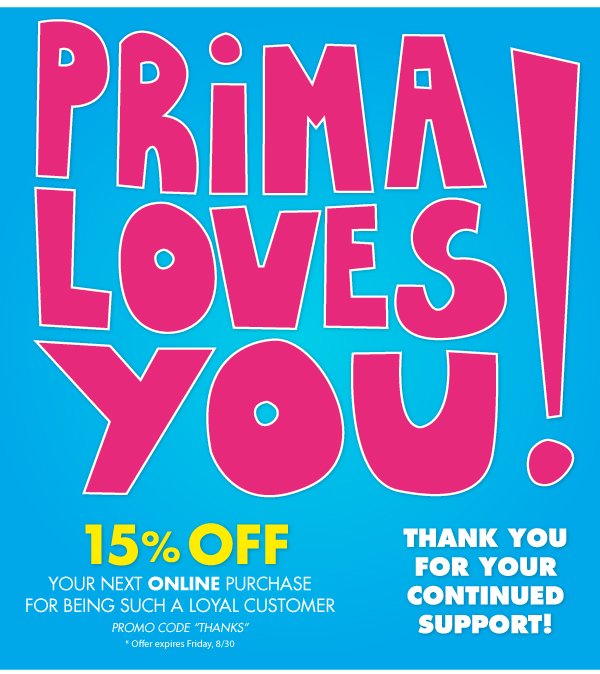 PRiMA
LOVES
YOU!
15% OFF
YOUR NEXT ONLINE PURCHASE
FOR BEING SUCH A LOYAL CUSTOMER
PROMO CODE "THANKS"
* Offer expires Friday, 8/30
THANK YOU
FOR YOUR
CONTINUED
SUPPORT!